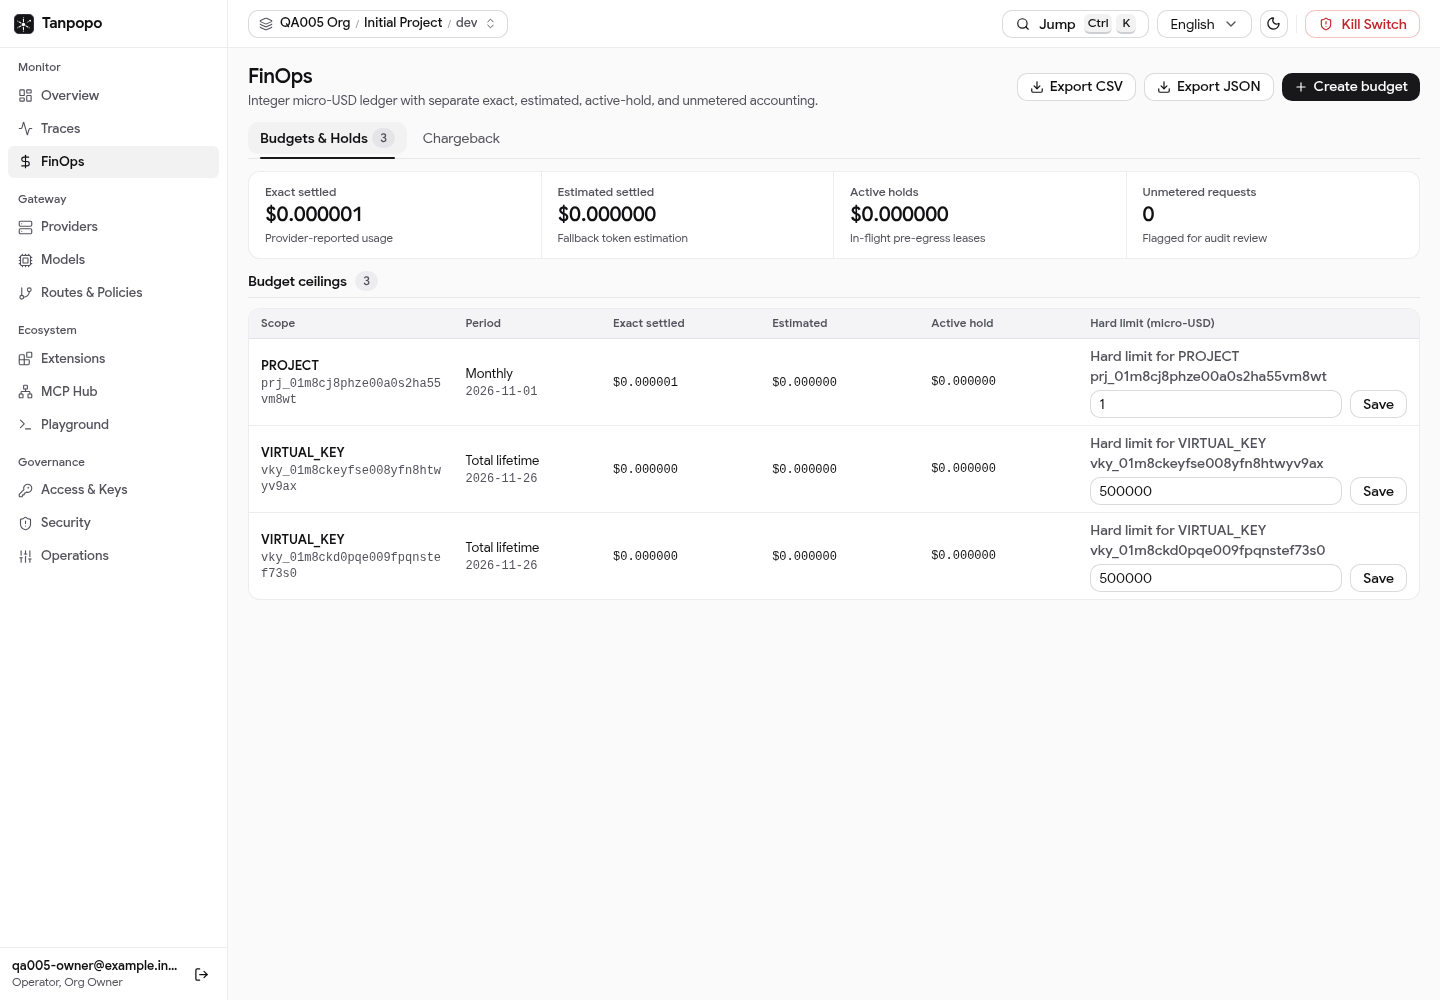 Tanpopo
QA005 Org / Initial Project / dev
Jump Ctrl K
English
Kill Switch
Monitor
Overview
Traces
FinOps
Gateway
Providers
Models
Routes & Policies
Ecosystem
Extensions
MCP Hub
Playground
Governance
Access & Keys
Security
Operations
qa005-owner@example.in...
Operator, Org Owner
FinOps
Integer micro-USD ledger with separate exact, estimated, active-hold, and unmetered accounting.
Export CSV
Export JSON
Create budget
Budgets & Holds 3
Chargeback
Exact settled
$0.000001
Provider-reported usage
Estimated settled
$0.000000
Fallback token estimation
Active holds
$0.000000
In-flight pre-egress leases
Unmetered requests
0
Flagged for audit review
Budget ceilings 3
Scope Period Exact settled Estimated Active hold Hard limit (micro-USD)
PROJECT
prj_01m8cj8phze00a0s2ha55
vm8wt
Monthly
2026-11-01
$0.000001
$0.000000
$0.000000
Hard limit for PROJECT
prj_01m8cj8phze00a0s2ha55vm8wt
1
Save
VIRTUAL_KEY
vky_01m8ckeyfse008yfn8htw
yv9ax
Total lifetime
2026-11-26
$0.000000
$0.000000
$0.000000
Hard limit for VIRTUAL_KEY
vky_01m8ckeyfse008yfn8htwyv9ax
500000
Save
VIRTUAL_KEY
vky_01m8ckd0pqe009fpqnste
f73s0
Total lifetime
2026-11-26
$0.000000
$0.000000
$0.000000
Hard limit for VIRTUAL_KEY
vky_01m8ckd0pqe009fpqnstef73s0
500000
Save